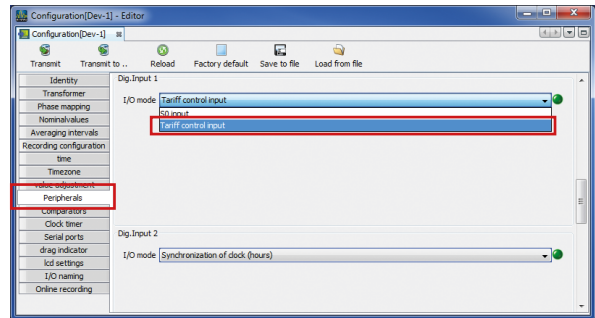 Configuration[Dev-1] - Editor
Configuration[Dev-1]
Transmit Transmit to .. Reload Factory default Save to file Load from file
Identity
Transformer
Phase mapping
Nominalvalues
Averaging intervals
Recording configuration
time
Timezone
value adjustment
Peripherals
Comparators
Clock timer
Serial ports
drag indicator
lcd settings
I/O naming
Online recording
Dig.Input 1
I/O mode Tariff control input
S0 input
Tariff control input
Dig.Input 2
I/O mode Synchronization of clock (hours)